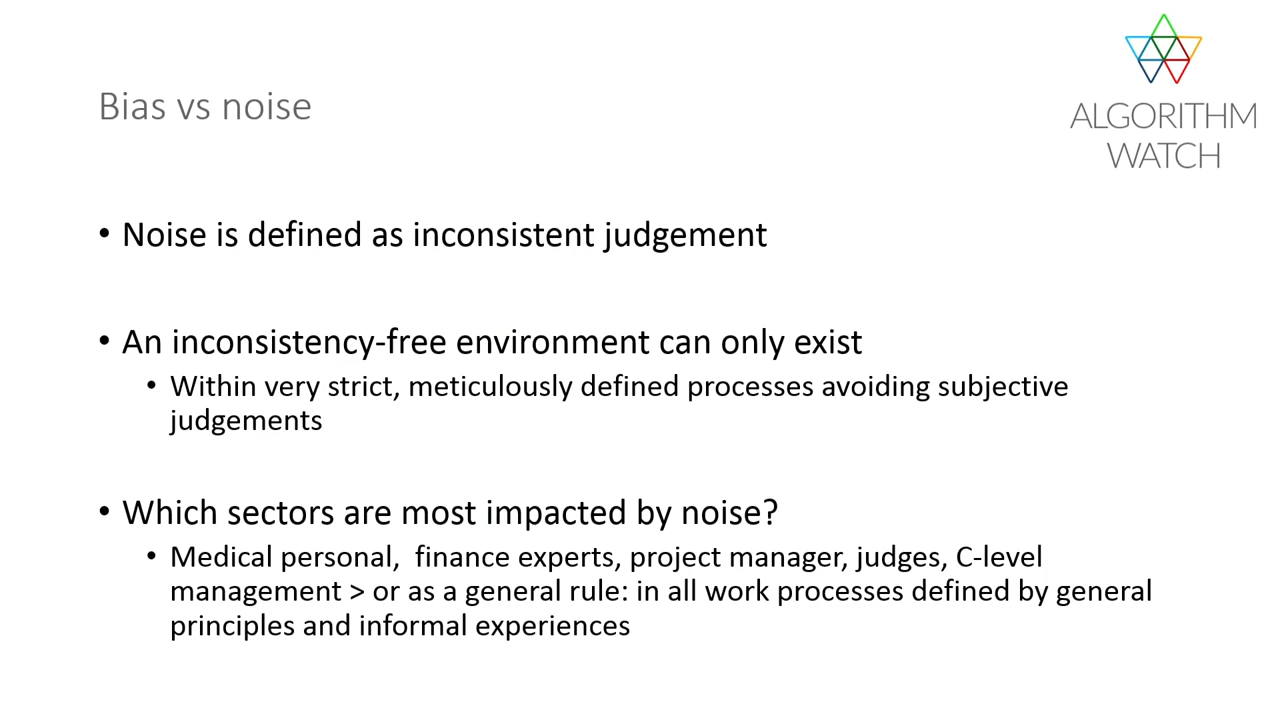 ALGORITHM
WATCH
Bias vs noise
• Noise is defined as inconsistent judgement
• An inconsistency-free environment can only exist
• Within very strict, meticulously defined processes avoiding subjective
judgements
• Which sectors are most impacted by noise?
• Medical personal,  finance experts, project manager, judges, C-level
management > or as a general rule: in all work processes defined by general
principles and informal experiences